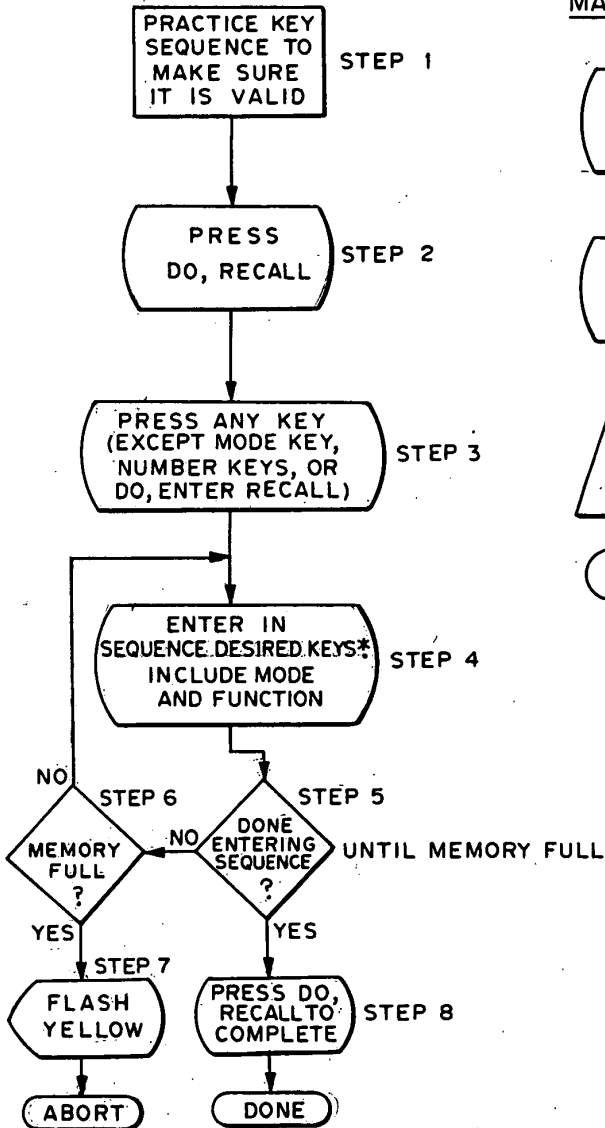 MA
PRACTICE KEY
SEQUENCE TO
MAKE SURE
IT IS VALID
STEP 1
PRESS
DO, RECALL
STEP 2
PRESS ANY KEY
(EXCEPT MODE KEY,
NUMBER KEYS, OR
DO, ENTER RECALL)
STEP 3
ENTER IN
SEQUENCE DESIRED KEYS*
INCLUDE MODE
AND FUNCTION
STEP 4
NO
STEP 6
MEMORY
FULL
?
NO
STEP 5
DONE
ENTERING
SEQUENCE
?
UNTIL MEMORY FULL
YES
YES
STEP 7
FLASH
YELLOW
PRESS DO,
RECALL TO
COMPLETE
STEP 8
ABORT
DONE